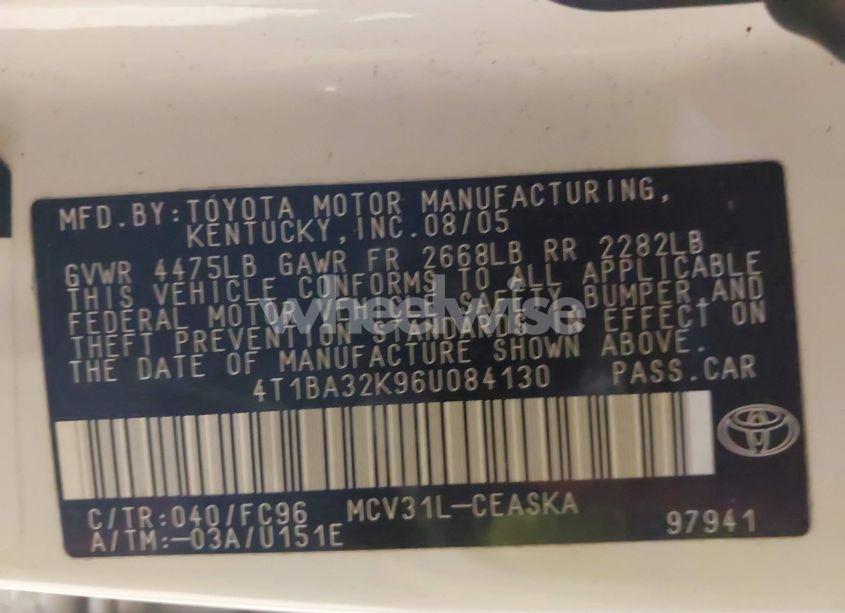 MFD.BY:TOYOTA MOTOR MANUFACTURING,
KENTUCKY,INC.08/05
GVWR 4475LB GAWR FR 2668LB RR 2282LB
THIS VEHICLE CONFORMS TO ALL APPLICABLE
FEDERAL MOTOR VEHICLE SAFETY, BUMPER,AND
THEFT PREVENTION STANDARDS IN EFFECT ON
THE DATE OF MANUFACTURE SHOWN ABOVE.
4T1BA32K96U084130 PASS.CAR
C/TR:040/FC96 MCV31L-CEASKA
A/TM:-03A/U151E 97941
wheelwise